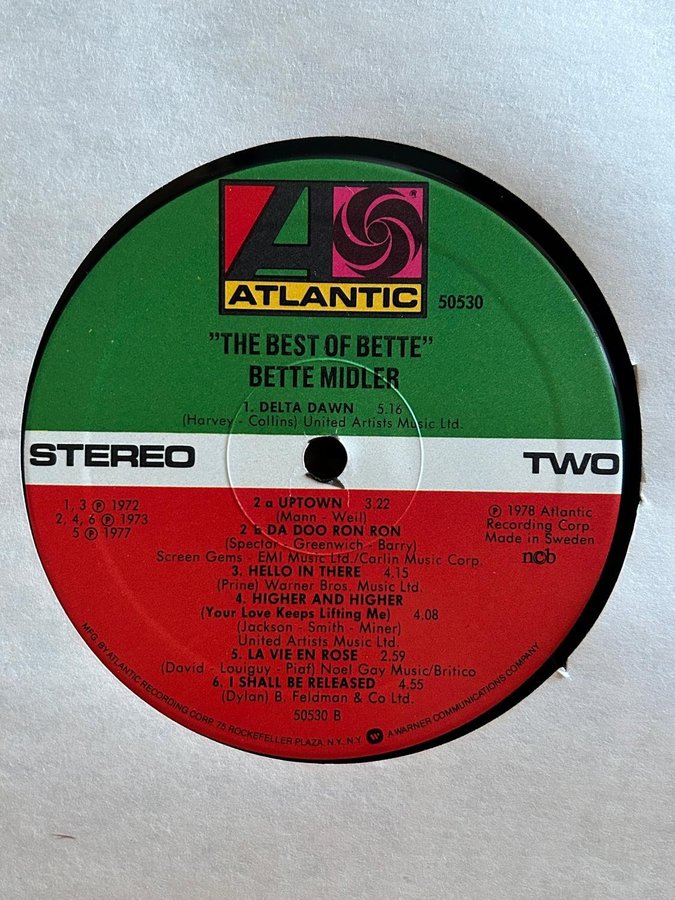 A
®
ATLANTIC
50530
"THE BEST OF BETTE"
BETTE MIDLER
1. DELTA DAWN 5.16
(Harvey - Collins) United Artists Music Ltd.
STEREO
TWO
1, 3 Ⓟ 1972
2, 4, 6 Ⓟ 1973
5 Ⓟ 1977
2 a UPTOWN 3.22
(Mann - Weil)
2 b DA DOO RON RON
(Spector - Greenwich - Barry)
Screen Gems - EMI Music Ltd./Carlin Music Corp.
3. HELLO IN THERE 4.15
(Prine) Warner Bros. Music Ltd.
4. HIGHER AND HIGHER
(Your Love Keeps Lifting Me) 4.08
(Jackson - Smith - Miner)
United Artists Music Ltd
5. LA VIE EN ROSE 2.59
(David - Louiguy - Piaf) Noel Gay Music/Britico
6. I SHALL BE RELEASED 4.55
(Dylan) B. Feldman & Co Ltd.
50530 B
Ⓟ 1978 Atlantic
Recording Corp.
Made in Sweden
ncb
MFG. BY ATLANTIC RECORDING CORP. 75 ROCKEFELLER PLAZA, N.Y., N.Y. W A WARNER COMMUNICATIONS COMPANY